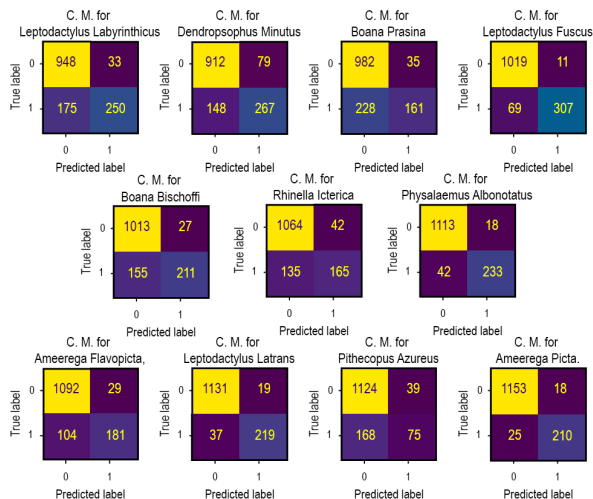 C. M. for
Leptodactylus Labyrinthicus
True label
0
948 33
1
175 250
0 1
Predicted label
C. M. for
Dendropsophus Minutus
True label
0
912 79
1
148 267
0 1
Predicted label
C. M. for
Boana Prasina
True label
0
982 35
1
228 161
0 1
Predicted label
C. M. for
Leptodactylus Fuscus
True label
0
1019 11
1
69 307
0 1
Predicted label
C. M. for
Boana Bischoffi
True label
0
1013 27
1
155 211
0 1
Predicted label
C. M. for
Rhinella Icterica
True label
0
1064 42
1
135 165
0 1
Predicted label
C. M. for
Physalaemus Albonotatus
True label
0
1113 18
1
42 233
0 1
Predicted label
C. M. for
Ameerega Flavopicta,
True label
0
1092 29
1
104 181
0 1
Predicted label
C. M. for
Leptodactylus Latrans
True label
0
1131 19
1
37 219
0 1
Predicted label
C. M. for
Pithecopus Azureus
True label
0
1124 39
1
168 75
0 1
Predicted label
C. M. for
Ameerega Picta.
True label
0
1153 18
1
25 210
0 1
Predicted label